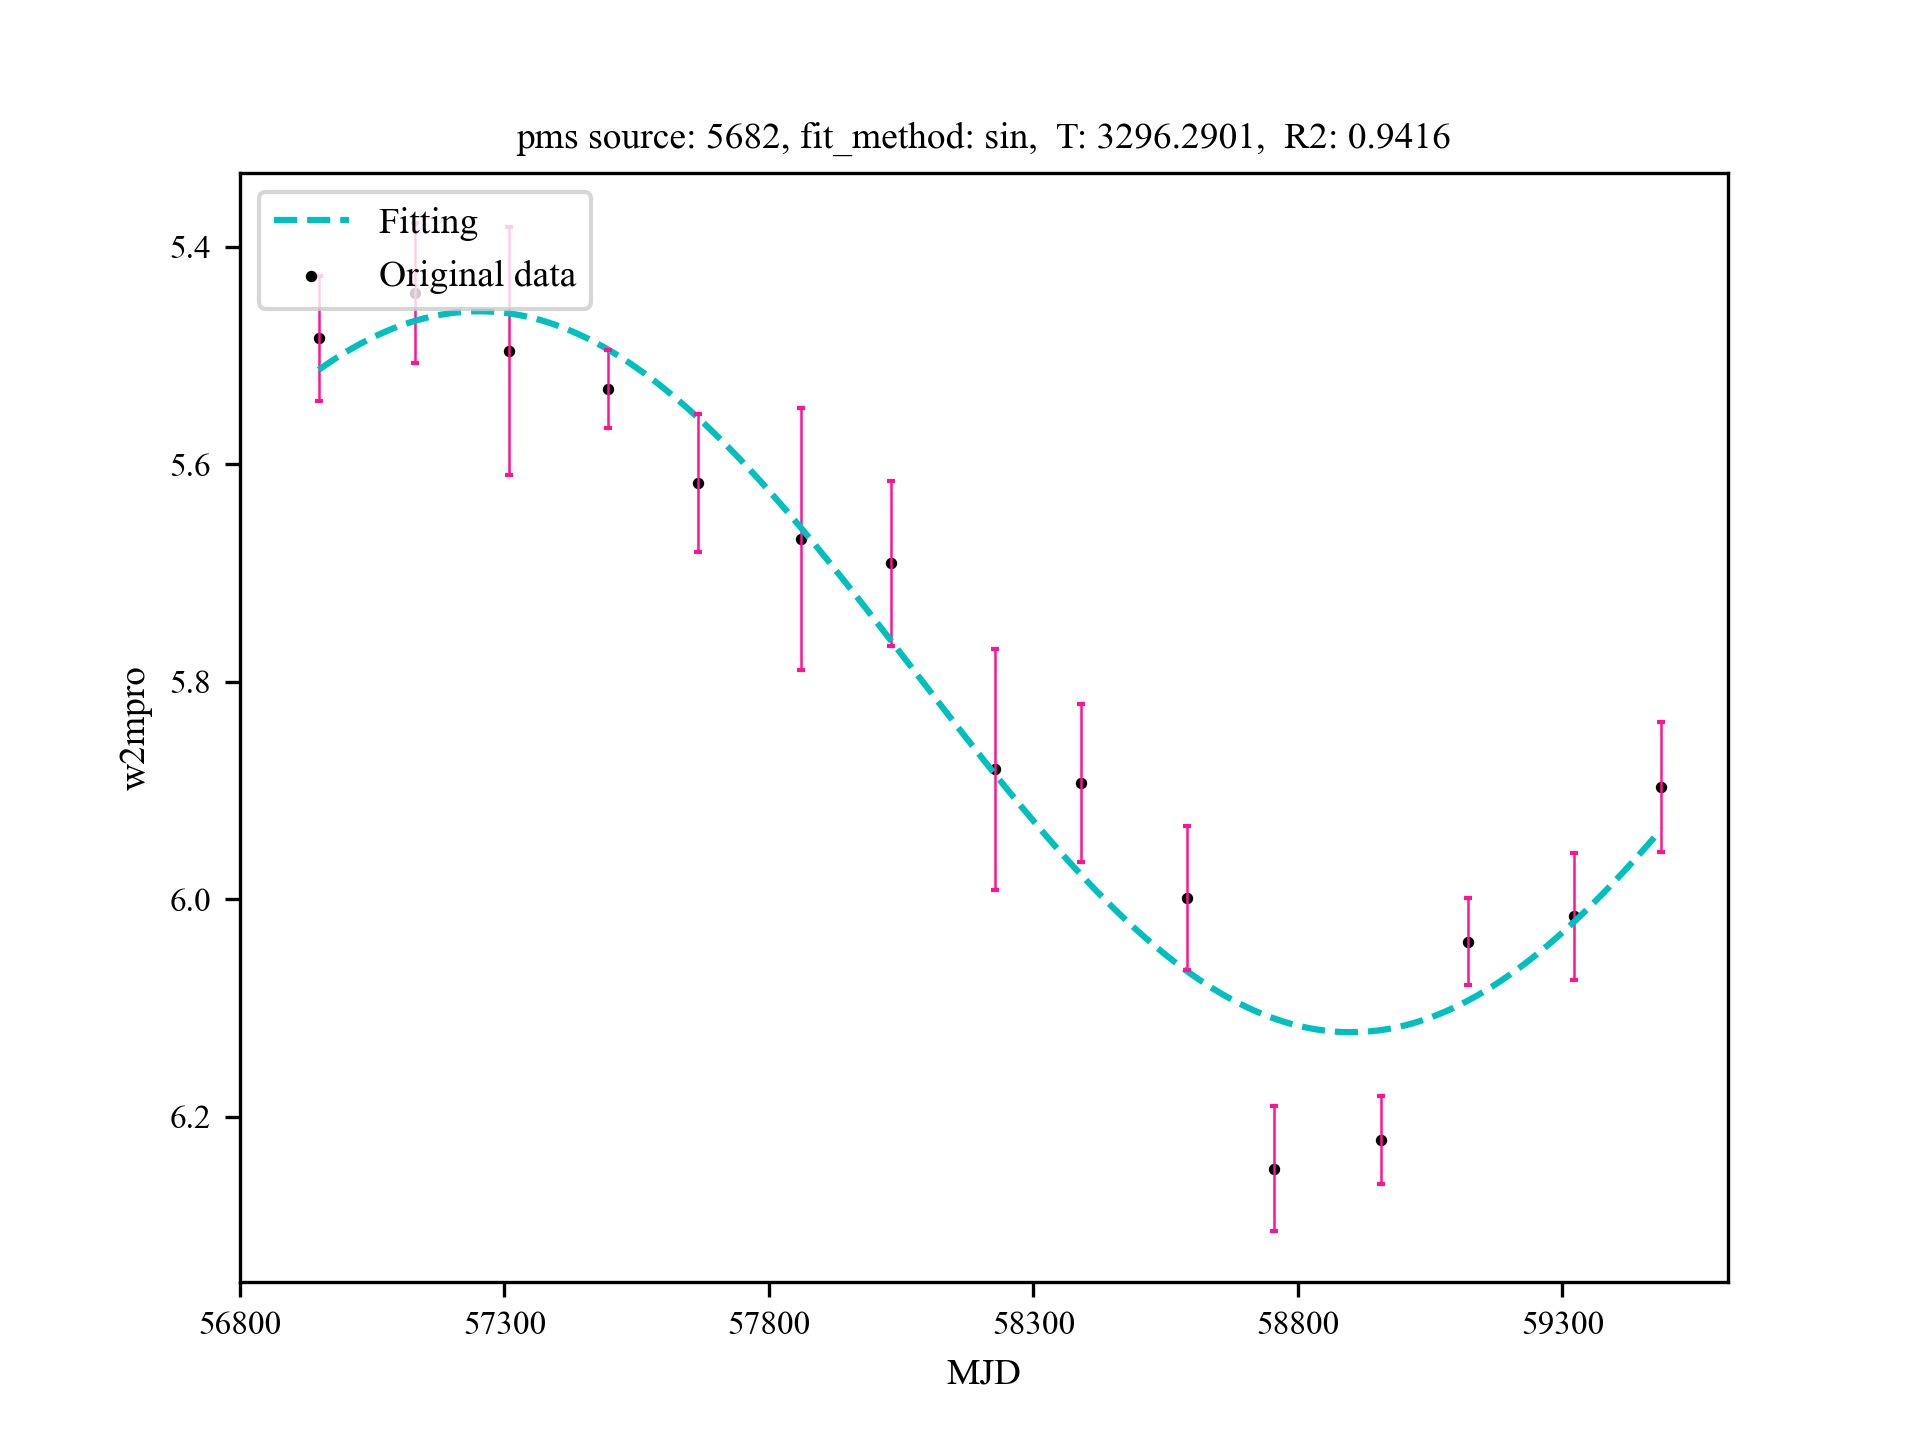 pms source: 5682, fit_method: sin,  T: 3296.2901,  R2: 0.9416
Fitting
Original data
5.4
5.6
5.8
6.0
6.2
w2mpro
56800 57300 57800 58300 58800 59300
MJD